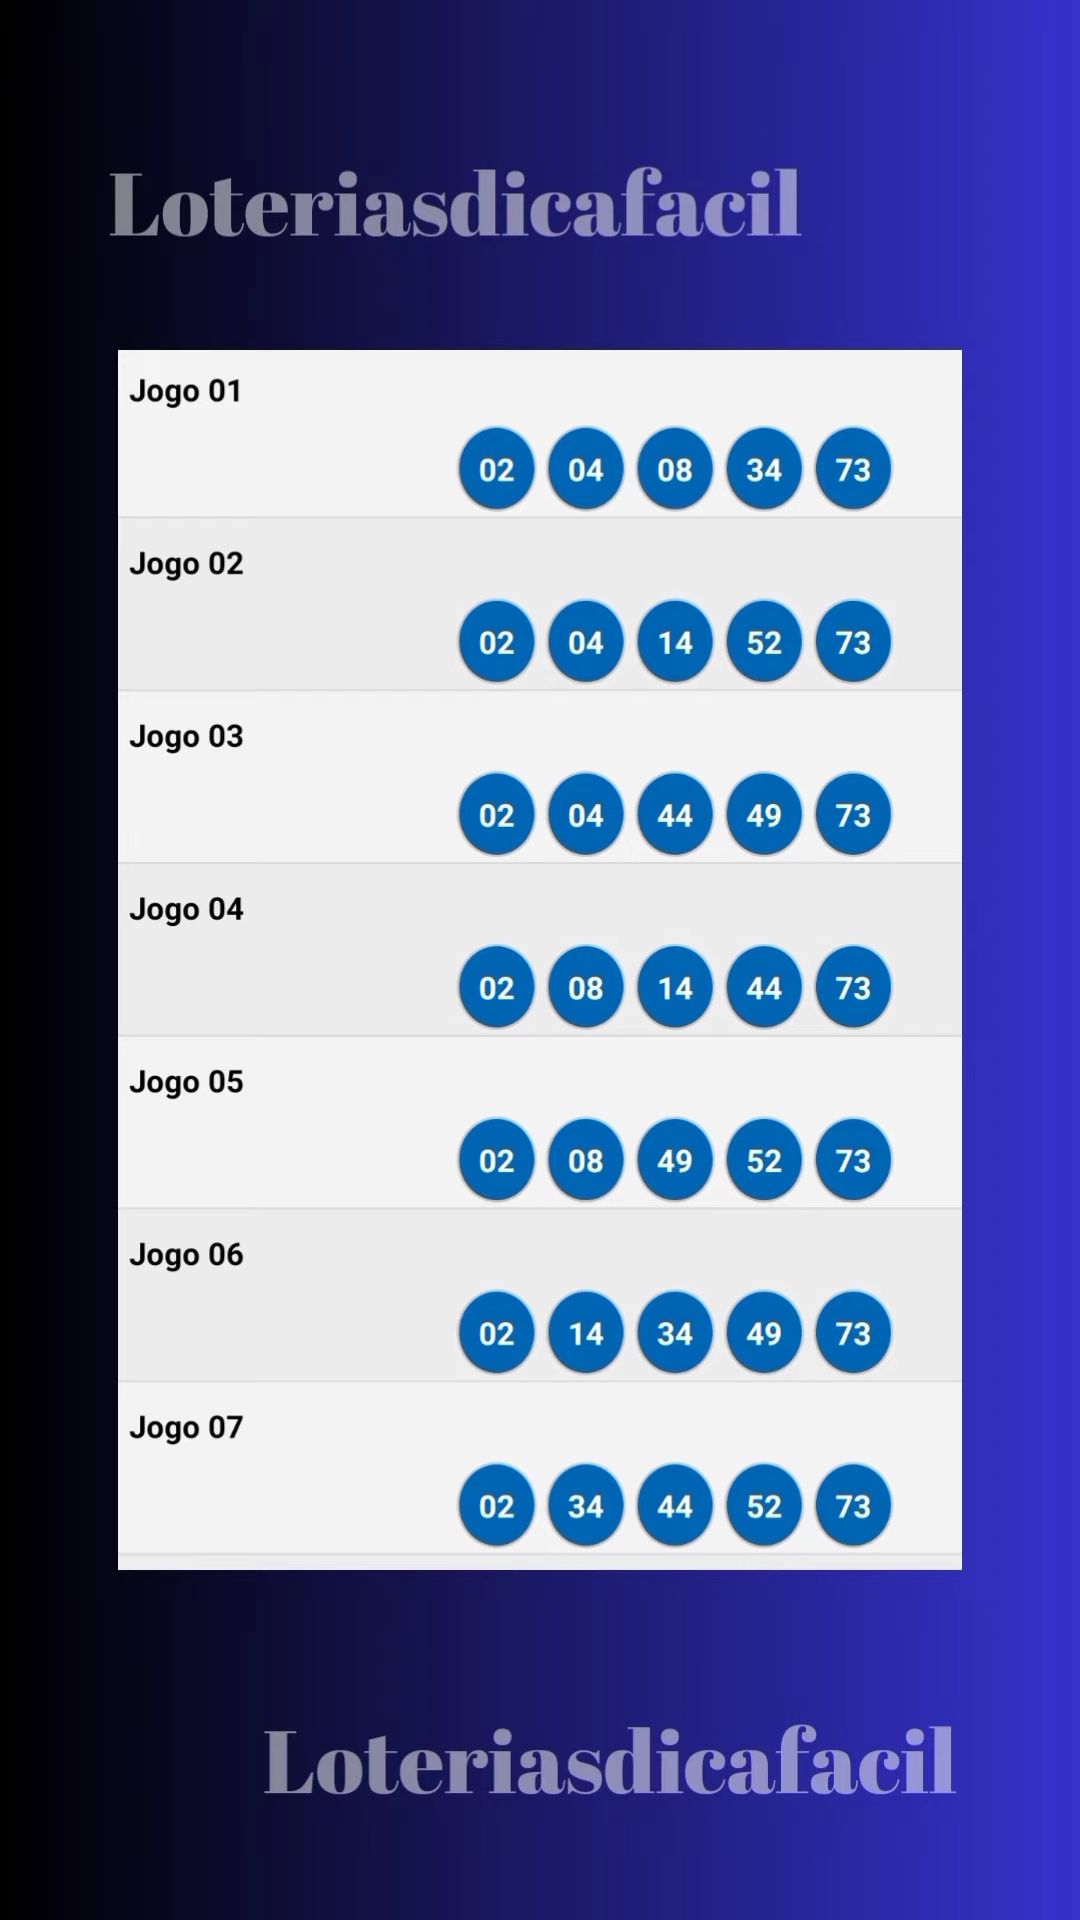 Loteriasdicafacil
Jogo 01
02 04 08 34 73
Jogo 02
02 04 14 52 73
Jogo 03
02 04 44 49 73
Jogo 04
02 08 14 44 73
Jogo 05
02 08 49 52 73
Jogo 06
02 14 34 49 73
Jogo 07
02 34 44 52 73
Loteriasdicafacil